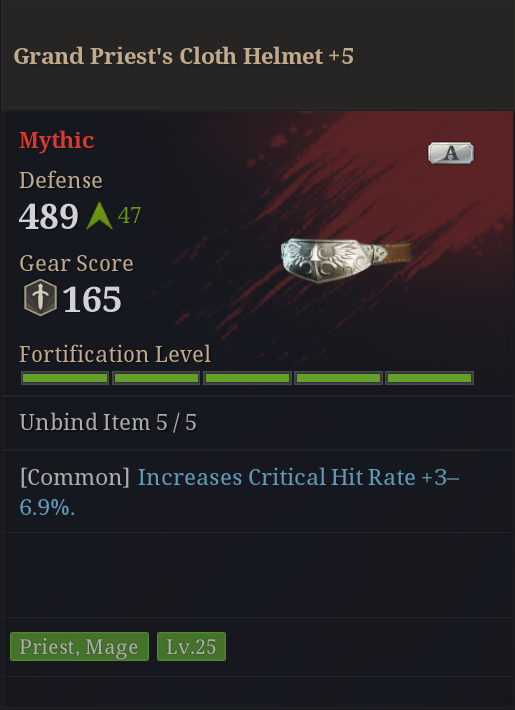 Grand Priest's Cloth Helmet +5
Mythic
A
Defense
489 47
Gear Score
165
Fortification Level
Unbind Item 5 / 5
[Common] Increases Critical Hit Rate +3–
6.9%.
Priest, Mage Lv.25